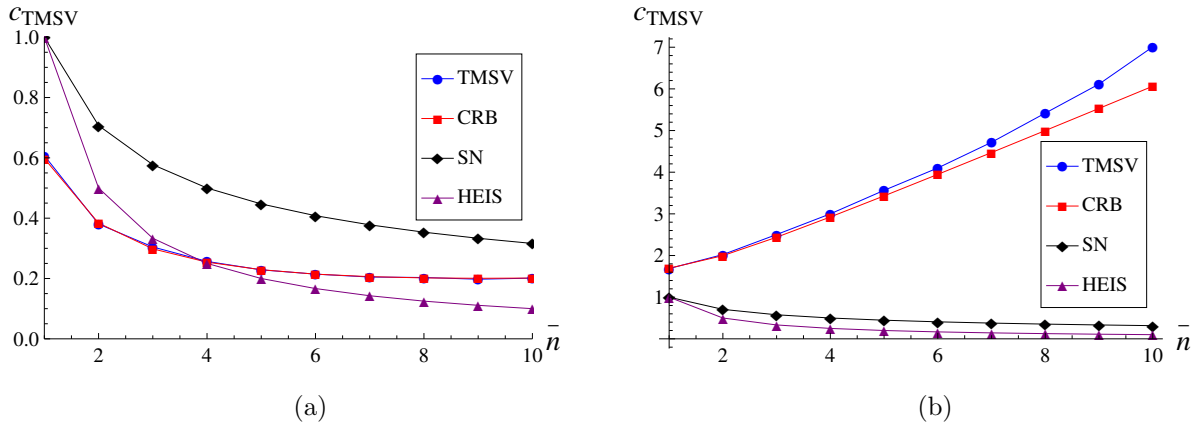 c_TMSV
1.0
0.8
0.6
0.4
0.2
0.0
2
4
6
8
10
n̄
TMSV
CRB
SN
HEIS
(a)
c_TMSV
7
6
5
4
3
2
1
2
4
6
8
10
n̄
TMSV
CRB
SN
HEIS
(b)